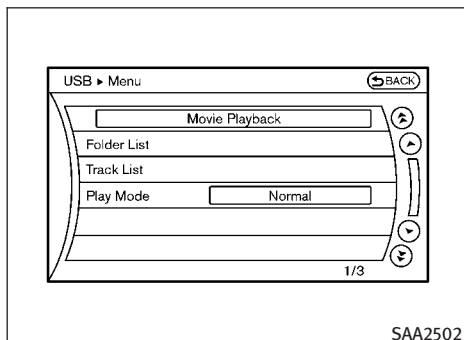 USB ▸ Menu
BACK
Movie Playback
Folder List
Track List
Play Mode Normal
1/3
SAA2502